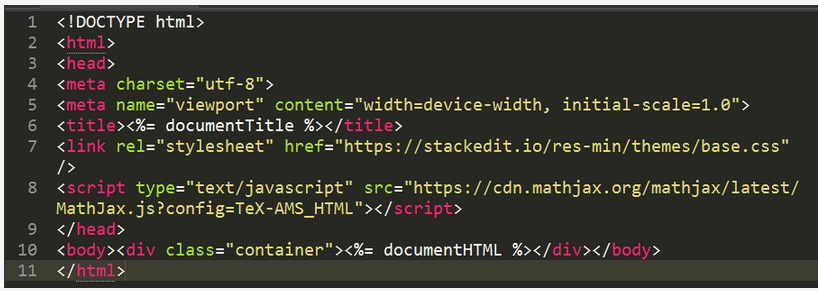 1 <!DOCTYPE html>
2 <html>
3 <head>
4 <meta charset="utf-8">
5 <meta name="viewport" content="width=device-width, initial-scale=1.0">
6 <title><%= documentTitle %></title>
7 <link rel="stylesheet" href="https://stackedit.io/res-min/themes/base.css"
/>
8 <script type="text/javascript" src="https://cdn.mathjax.org/mathjax/latest/
MathJax.js?config=TeX-AMS_HTML"></script>
9 </head>
10 <body><div class="container"><%= documentHTML %></div></body>
11 </html>